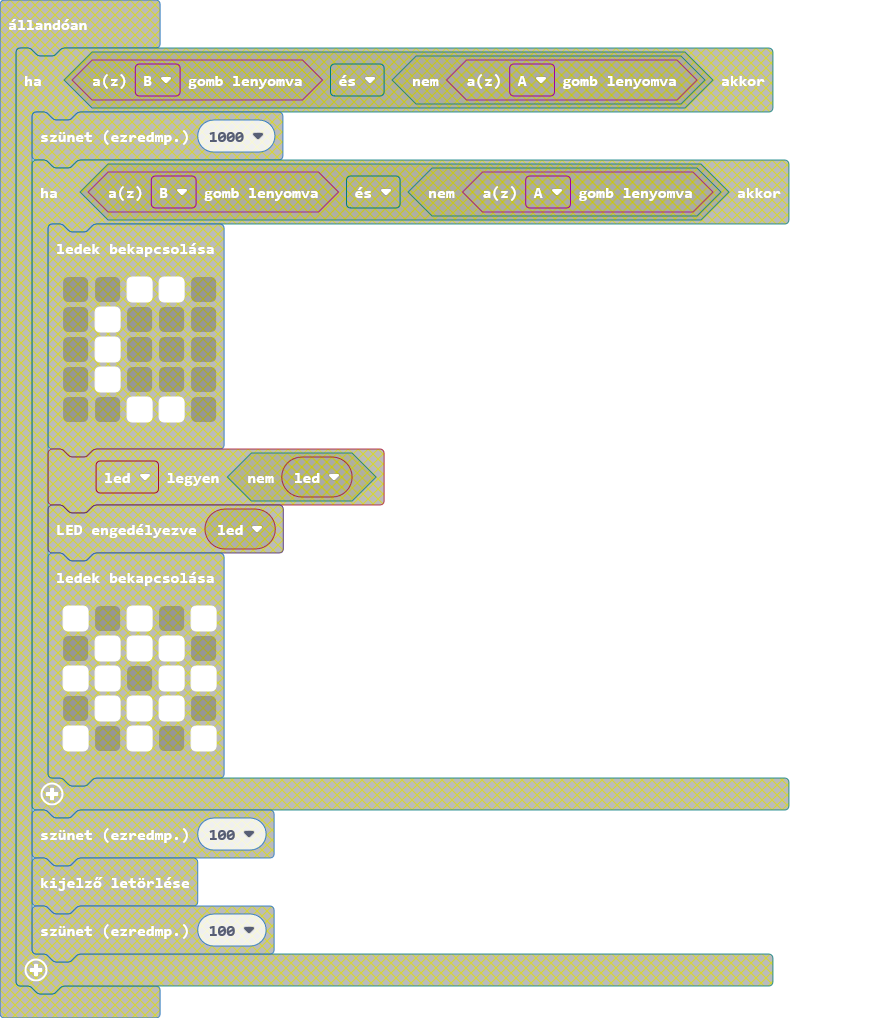 állandóan
ha a(z) B gomb lenyomva és nem a(z) A gomb lenyomva akkor
szünet (ezredmp.) 1000
ha a(z) B gomb lenyomva és nem a(z) A gomb lenyomva akkor
ledek bekapcsolása
led legyen nem led
LED engedélyezve led
ledek bekapcsolása
szünet (ezredmp.) 100
kijelző letörlése
szünet (ezredmp.) 100